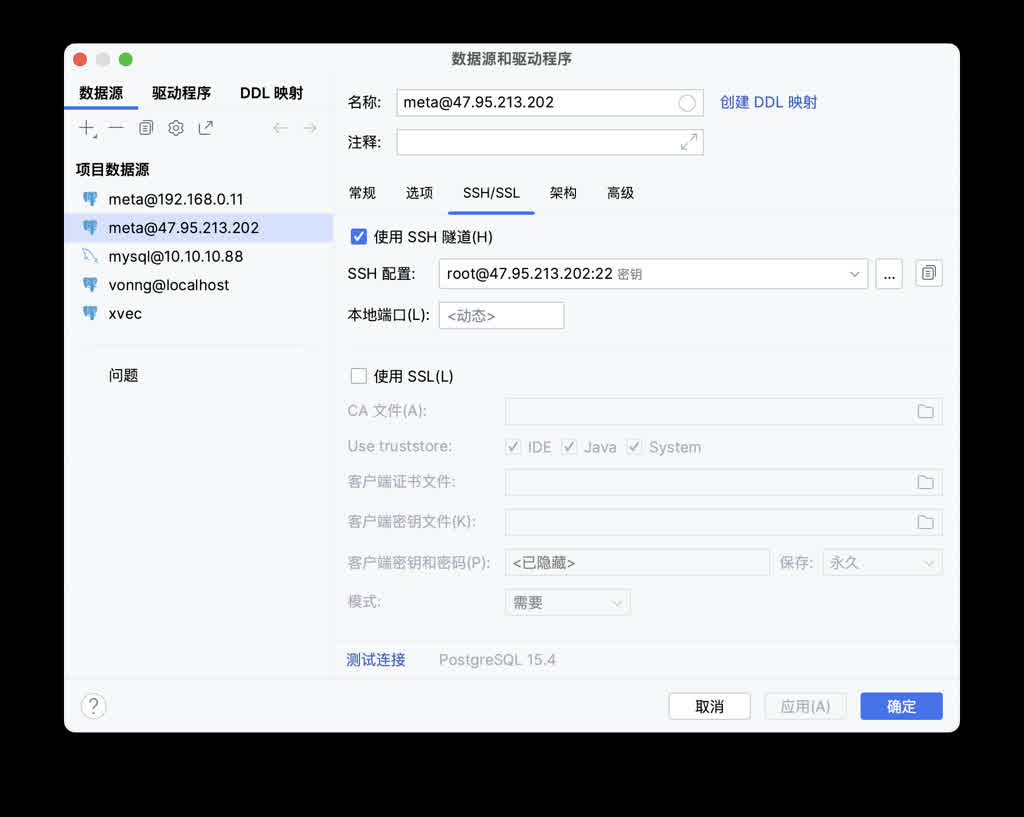 数据源和驱动程序
数据源 驱动程序 DDL 映射
项目数据源
meta@192.168.0.11
meta@47.95.213.202
mysql@10.10.10.88
vonng@localhost
xvec
问题
名称: meta@47.95.213.202 创建 DDL 映射
注释:
常规 选项 SSH/SSL 架构 高级
使用 SSH 隧道(H)
SSH 配置: root@47.95.213.202:22 密钥 ...
本地端口(L): <动态>
使用 SSL(L)
CA 文件(A):
Use truststore: IDE Java System
客户端证书文件:
客户端密钥文件(K):
客户端密钥和密码(P): <已隐藏> 保存: 永久
模式: 需要
测试连接 PostgreSQL 15.4
? 取消 应用(A) 确定